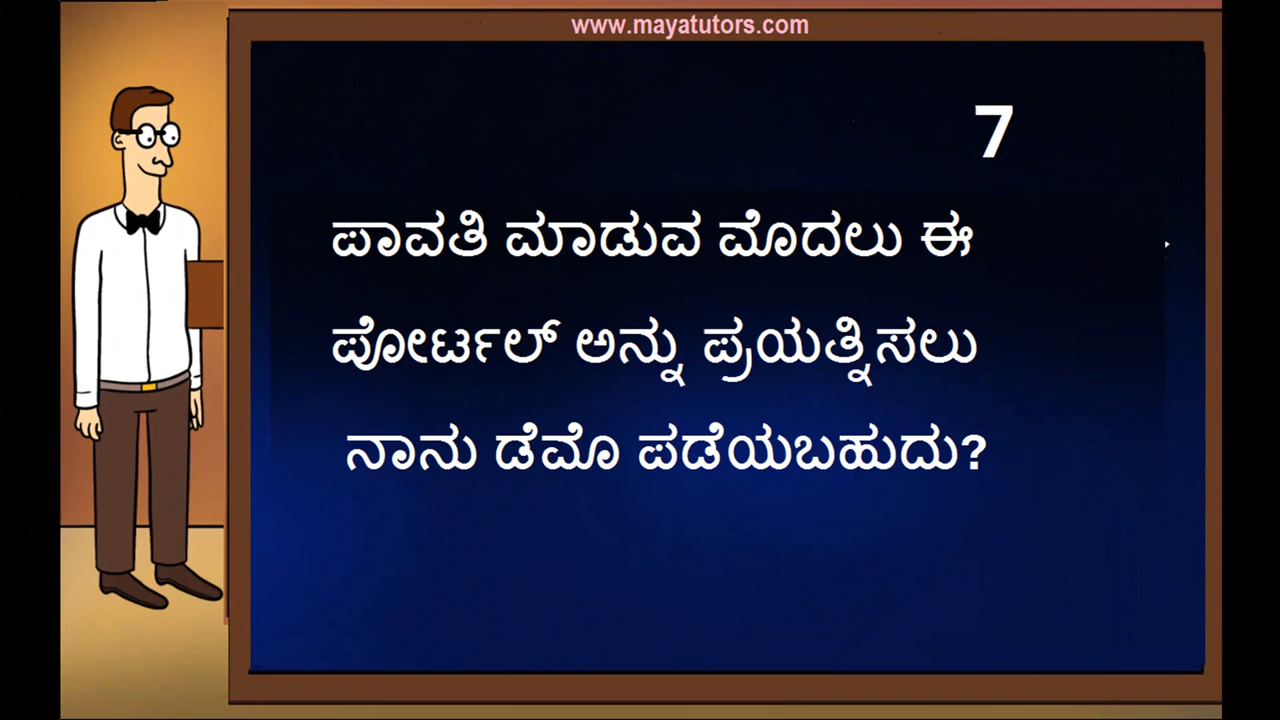 www.mayatutors.com
7
ಪಾವತಿ ಮಾಡುವ ಮೊದಲು ಈ
ಪೋರ್ಟಲ್ ಅನ್ನು ಪ್ರಯತ್ನಿಸಲು
ನಾನು ಡೆಮೊ ಪಡೆಯಬಹುದು?